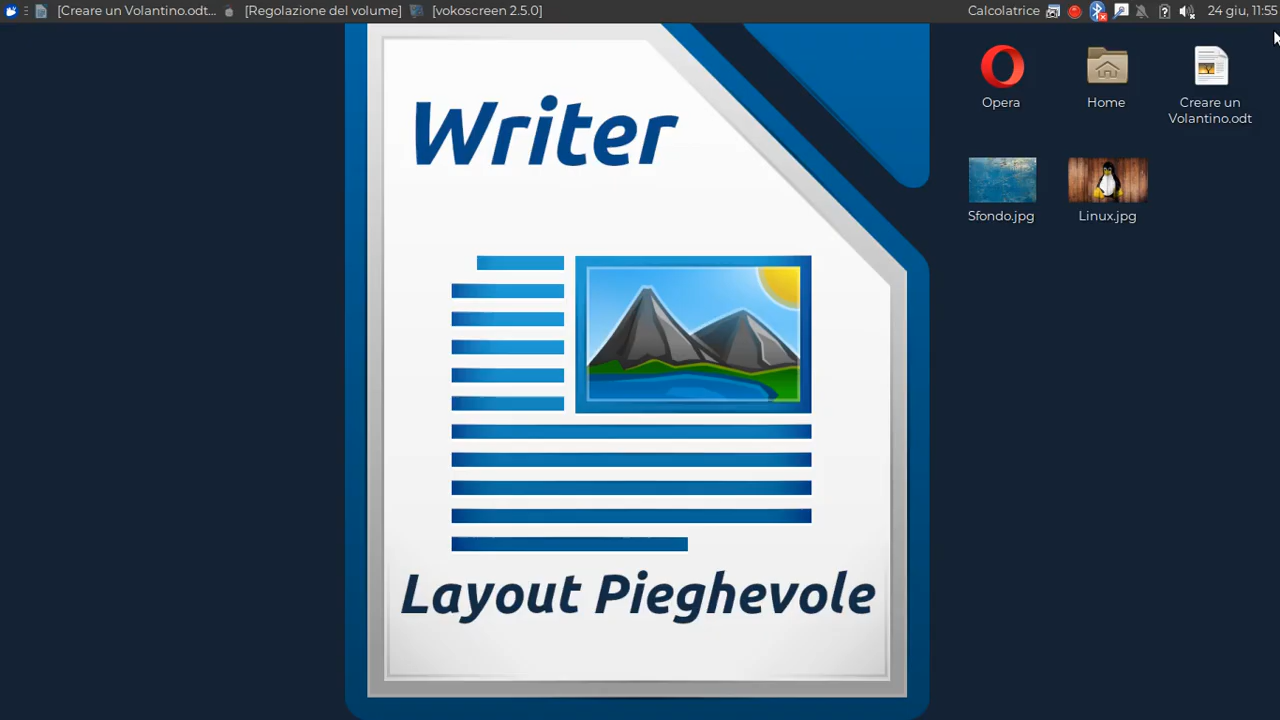 [Creare un Volantino.odt... [Regolazione del volume] [vokoscreen 2.5.0] Calcolatrice 24 giu, 11:55
Writer
Layout Pieghevole
Opera
Home
Creare un
Volantino.odt
Sfondo.jpg
Linux.jpg